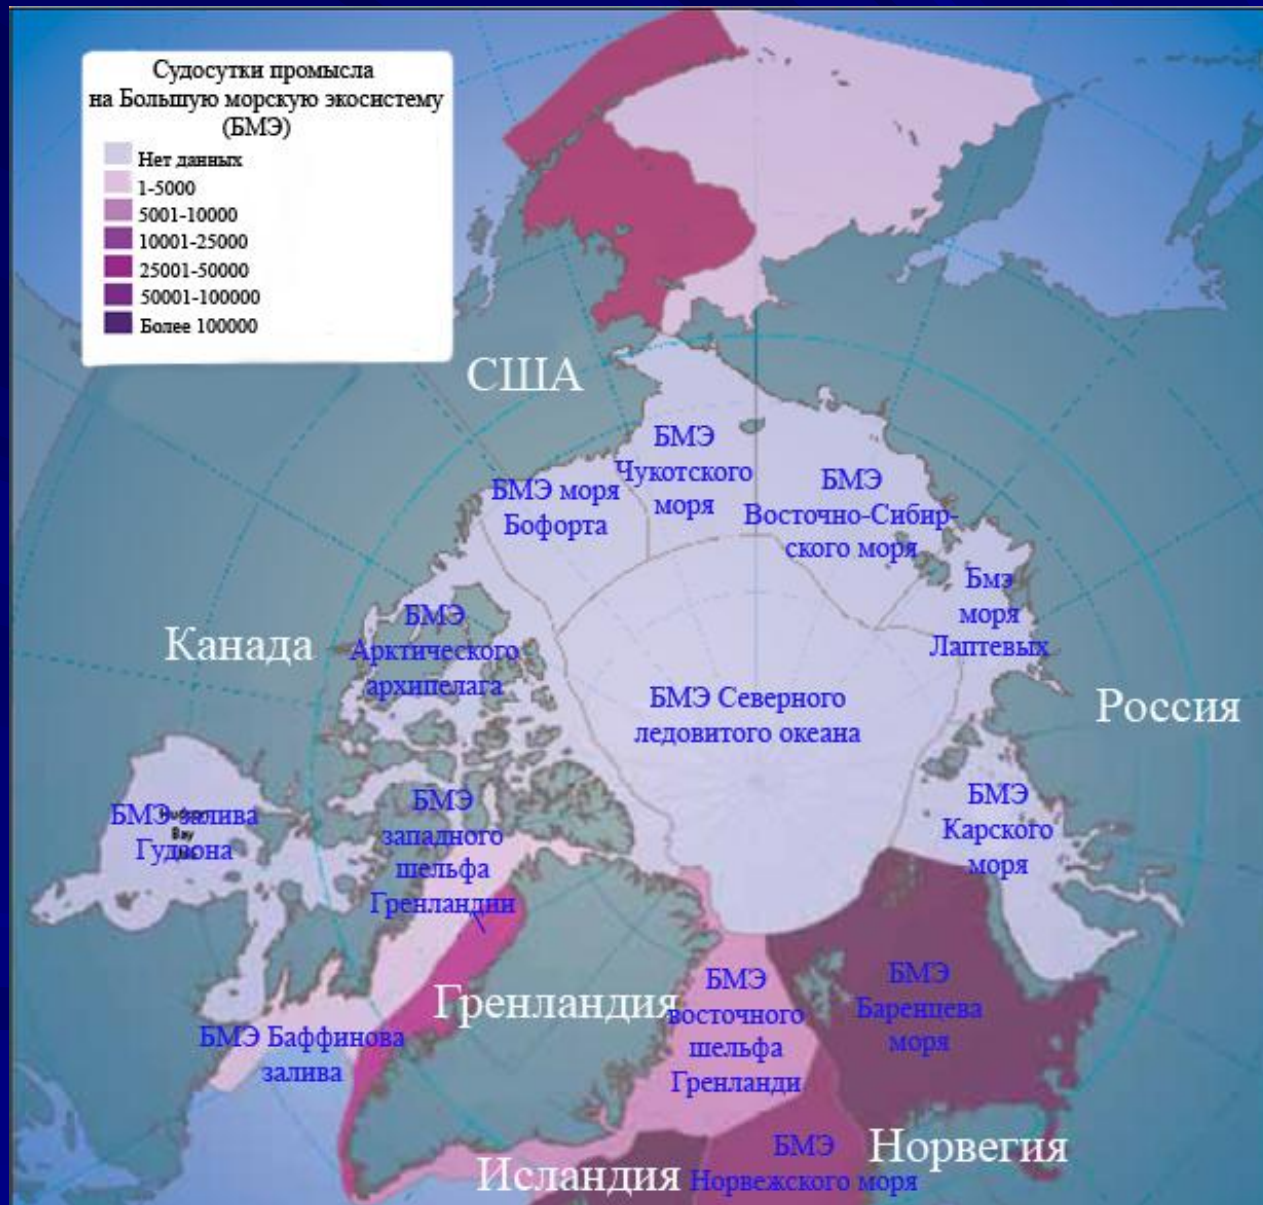 Судосутки промысла
на Большую морскую экосистему
(БМЭ)
Нет данных
1-5000
5001-10000
10001-25000
25001-50000
50001-100000
Более 100000
США
БМЭ
Чукотского
моря
БМЭ моря
Бофорта
БМЭ
Восточно-Сибир-
ского моря
Бмэ
моря
Лаптевых
БМЭ
Арктического
архипелага
Канада
БМЭ Северного
ледовитого океана
Россия
БМЭ залива
Гудзона
Hudson
Bay
БМЭ
западного
шельфа
Гренландии
БМЭ
Карского
моря
Гренландия
БМЭ
восточного
шельфа
Гренланди
БМЭ
Баренцева
моря
БМЭ Баффинова
залива
Исландия
БМЭ
Норвежского моря
Норвегия